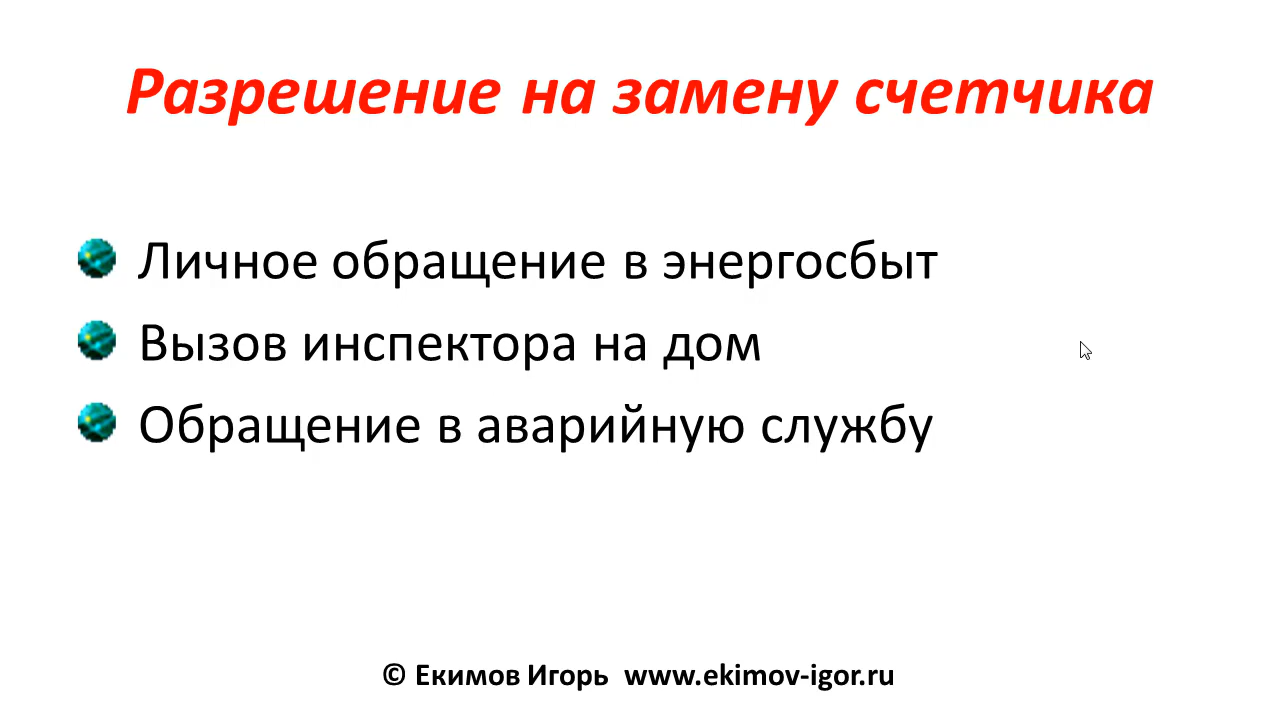 Разрешение на замену счетчика
Личное обращение в энергосбыт
Вызов инспектора на дом
Обращение в аварийную службу
© Екимов Игорь www.ekimov-igor.ru